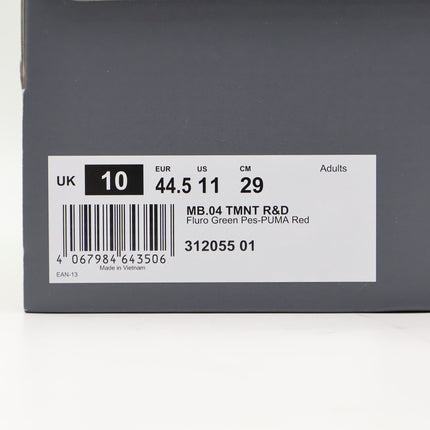 EUR US CM Adults
UK 10 44.5 11 29
MB.04 TMNT R&D
Fluro Green Pes-PUMA Red
312055 01
4 067984 643506
Made in Vietnam
EAN-13